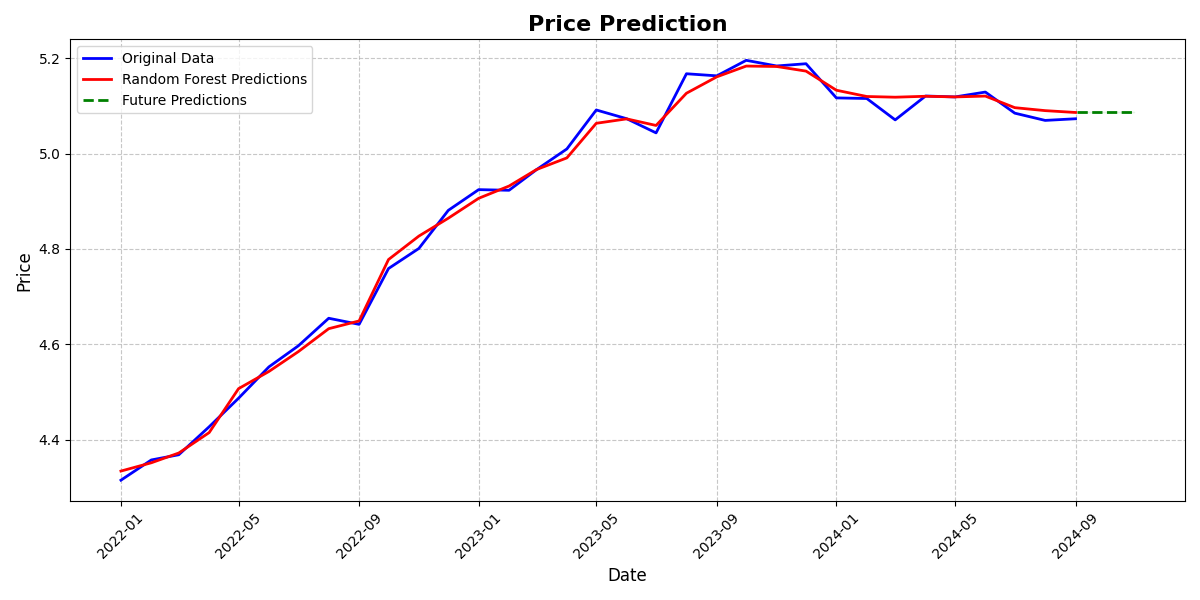 Price Prediction
Original Data
Random Forest Predictions
Future Predictions
5.2
5.0
4.8
4.6
4.4
Price
2022-01
2022-05
2022-09
2023-01
2023-05
2023-09
2024-01
2024-05
2024-09
Date